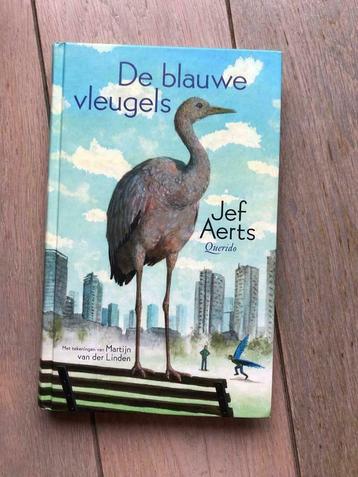 De blauwe
vleugels
Jef
Aerts
Querido
Met tekeningen van Martijn
van der Linden